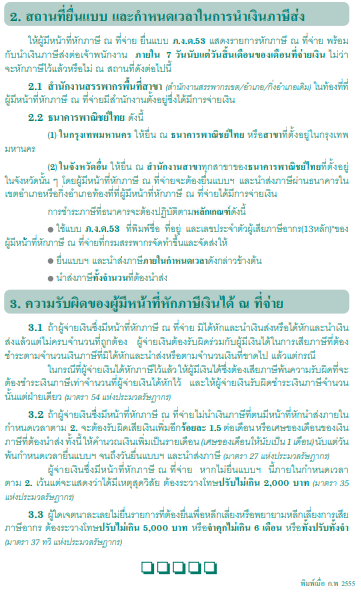 2. สถานที่ยื่นแบบ และกำหนดเวลาในการนำเงินภาษีส่ง
ให้ผู้มีหน้าที่หักภาษี ณ ที่จ่าย ยื่นแบบ ภ.ง.ด.53 แสดงรายการหักภาษี ณ ที่จ่าย พร้อม
กับนำเงินภาษีส่งต่อเจ้าพนักงาน ภายใน 7 วันนับแต่วันสิ้นเดือนของเดือนที่จ่ายเงิน ไม่ว่า
จะหักภาษีไว้แล้วหรือไม่ ณ สถานที่ดังต่อไปนี้
2.1 สำนักงานสรรพากรพื้นที่สาขา (สำนักงานสรรพากรเขต/อำเภอ/กิ่งอำเภอเดิม) ในท้องที่ที่
ผู้มีหน้าที่หักภาษี ณ ที่จ่ายมีสำนักงานตั้งอยู่ซึ่งได้มีการจ่ายเงิน
2.2 ธนาคารพาณิชย์ไทย ดังนี้
(1) ในกรุงเทพมหานคร ให้ยื่น ณ ธนาคารพาณิชย์ไทย หรือสาขาที่ตั้งอยู่ในกรุงเทพ
มหานคร
(2) ในจังหวัดอื่น ให้ยื่น ณ สำนักงานสาขาทุกสาขาของธนาคารพาณิชย์ไทยที่ตั้งอยู่
ในจังหวัดนั้น ๆ โดยผู้มีหน้าที่หักภาษี ณ ที่จ่ายจะต้องยื่นแบบฯ และนำส่งภาษีผ่านธนาคารใน
เขตอำเภอหรือกิ่งอำเภอท้องที่ที่ผู้มีหน้าที่หักภาษี ณ ที่จ่ายได้มีการจ่ายเงิน
การชำระภาษีที่ธนาคารจะต้องปฏิบัติตามหลักเกณฑ์ดังนี้
● ใช้แบบ ภ.ง.ด.53 ที่พิมพ์ชื่อ ที่อยู่ และเลขประจำตัวผู้เสียภาษีอากร(13หลัก)*ของ
ผู้มีหน้าที่หักภาษี ณ ที่จ่ายที่กรมสรรพากรจัดทำขึ้นและจัดส่งให้
● ยื่นแบบฯ และนำส่งภาษีภายในกำหนดเวลาดังกล่าวข้างต้น
● นำส่งภาษีทั้งจำนวนที่ต้องนำส่ง
3. ความรับผิดของผู้มีหน้าที่หักภาษีเงินได้ ณ ที่จ่าย
3.1 ถ้าผู้จ่ายเงินซึ่งมีหน้าที่หักภาษี ณ ที่จ่าย มิได้หักและนำเงินส่งหรือได้หักและนำเงิน
ส่งแล้วแต่ไม่ครบจำนวนที่ถูกต้อง ผู้จ่ายเงินต้องรับผิดร่วมกับผู้มีเงินได้ในการเสียภาษีที่ต้อง
ชำระตามจำนวนเงินภาษีที่มิได้หักและนำส่งหรือตามจำนวนเงินที่ขาดไป แล้วแต่กรณี
ในกรณีที่ผู้จ่ายเงินได้หักภาษีไว้แล้ว ให้ผู้มีเงินได้ซึ่งต้องเสียภาษีพ้นความรับผิดที่จะ
ต้องชำระเงินภาษีเท่าจำนวนที่ผู้จ่ายเงินได้หักไว้ และให้ผู้จ่ายเงินรับผิดชำระเงินภาษีจำนวน
นั้นแต่ฝ่ายเดียว (มาตรา 54 แห่งประมวลรัษฎากร)
3.2 ถ้าผู้จ่ายเงินซึ่งมีหน้าที่หักภาษี ณ ที่จ่ายไม่นำเงินภาษีที่ตนมีหน้าที่หักนำส่งภายใน
กำหนดเวลาตาม 2. จะต้องรับผิดเสียเงินเพิ่มอีกร้อยละ 1.5 ต่อเดือนหรือเศษของเดือนของเงิน
ภาษีที่ต้องนำส่ง ทั้งนี้ ให้คำนวณเงินเพิ่มเป็นรายเดือน (เศษของเดือนให้นับเป็น 1 เดือน) นับแต่วัน
พ้นกำหนดเวลายื่นแบบฯ จนถึงวันยื่นแบบฯ และนำส่งภาษี (มาตรา 27 แห่งประมวลรัษฎากร)
ผู้จ่ายเงินซึ่งมีหน้าที่หักภาษี ณ ที่จ่าย หากไม่ยื่นแบบฯ นี้ภายในกำหนดเวลา
ตาม 2. เว้นแต่จะแสดงว่าได้มีเหตุสุดวิสัย ต้องระวางโทษปรับไม่เกิน 2,000 บาท (มาตรา 35
แห่งประมวลรัษฎากร)
3.3 ผู้ใดเจตนาละเลยไม่ยื่นรายการที่ต้องยื่นเพื่อหลีกเลี่ยงหรือพยายามหลีกเลี่ยงการเสีย
ภาษีอากร ต้องระวางโทษปรับไม่เกิน 5,000 บาท หรือจำคุกไม่เกิน 6 เดือน หรือทั้งปรับทั้งจำ
(มาตรา 37 ทวิ แห่งประมวลรัษฎากร)
พิมพ์เมื่อ ก.พ 2555